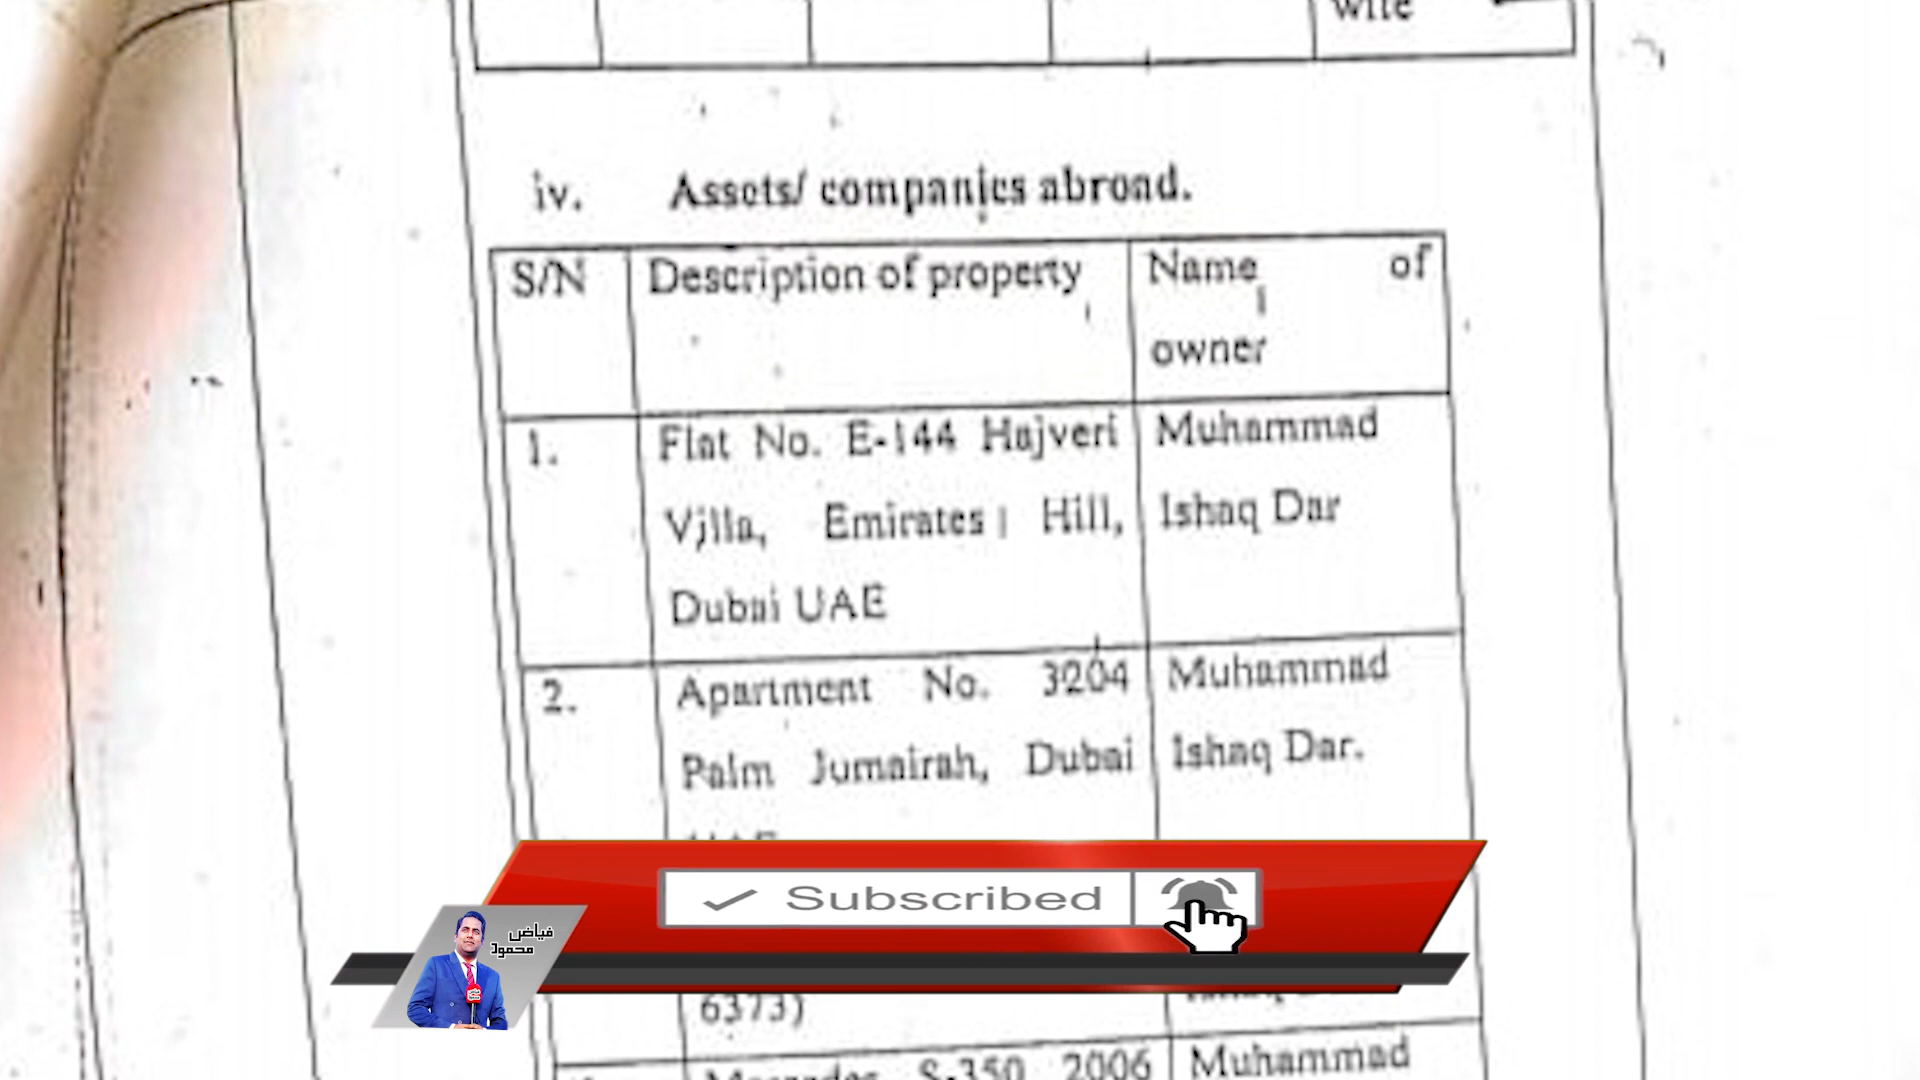 wife
iv. Assets/ companies abroad.
S/N Description of property Name of
owner
1. Flat No. E-144 Hajveri Muhammad
Villa, Emirates Hill, Ishaq Dar
Dubai UAE
2. Apartment No. 3204 Muhammad
Palm Jumairah, Dubai Ishaq Dar.
UAE
Subscribed
فیاض
محمود
6373)
S-350 2006 Muhammad